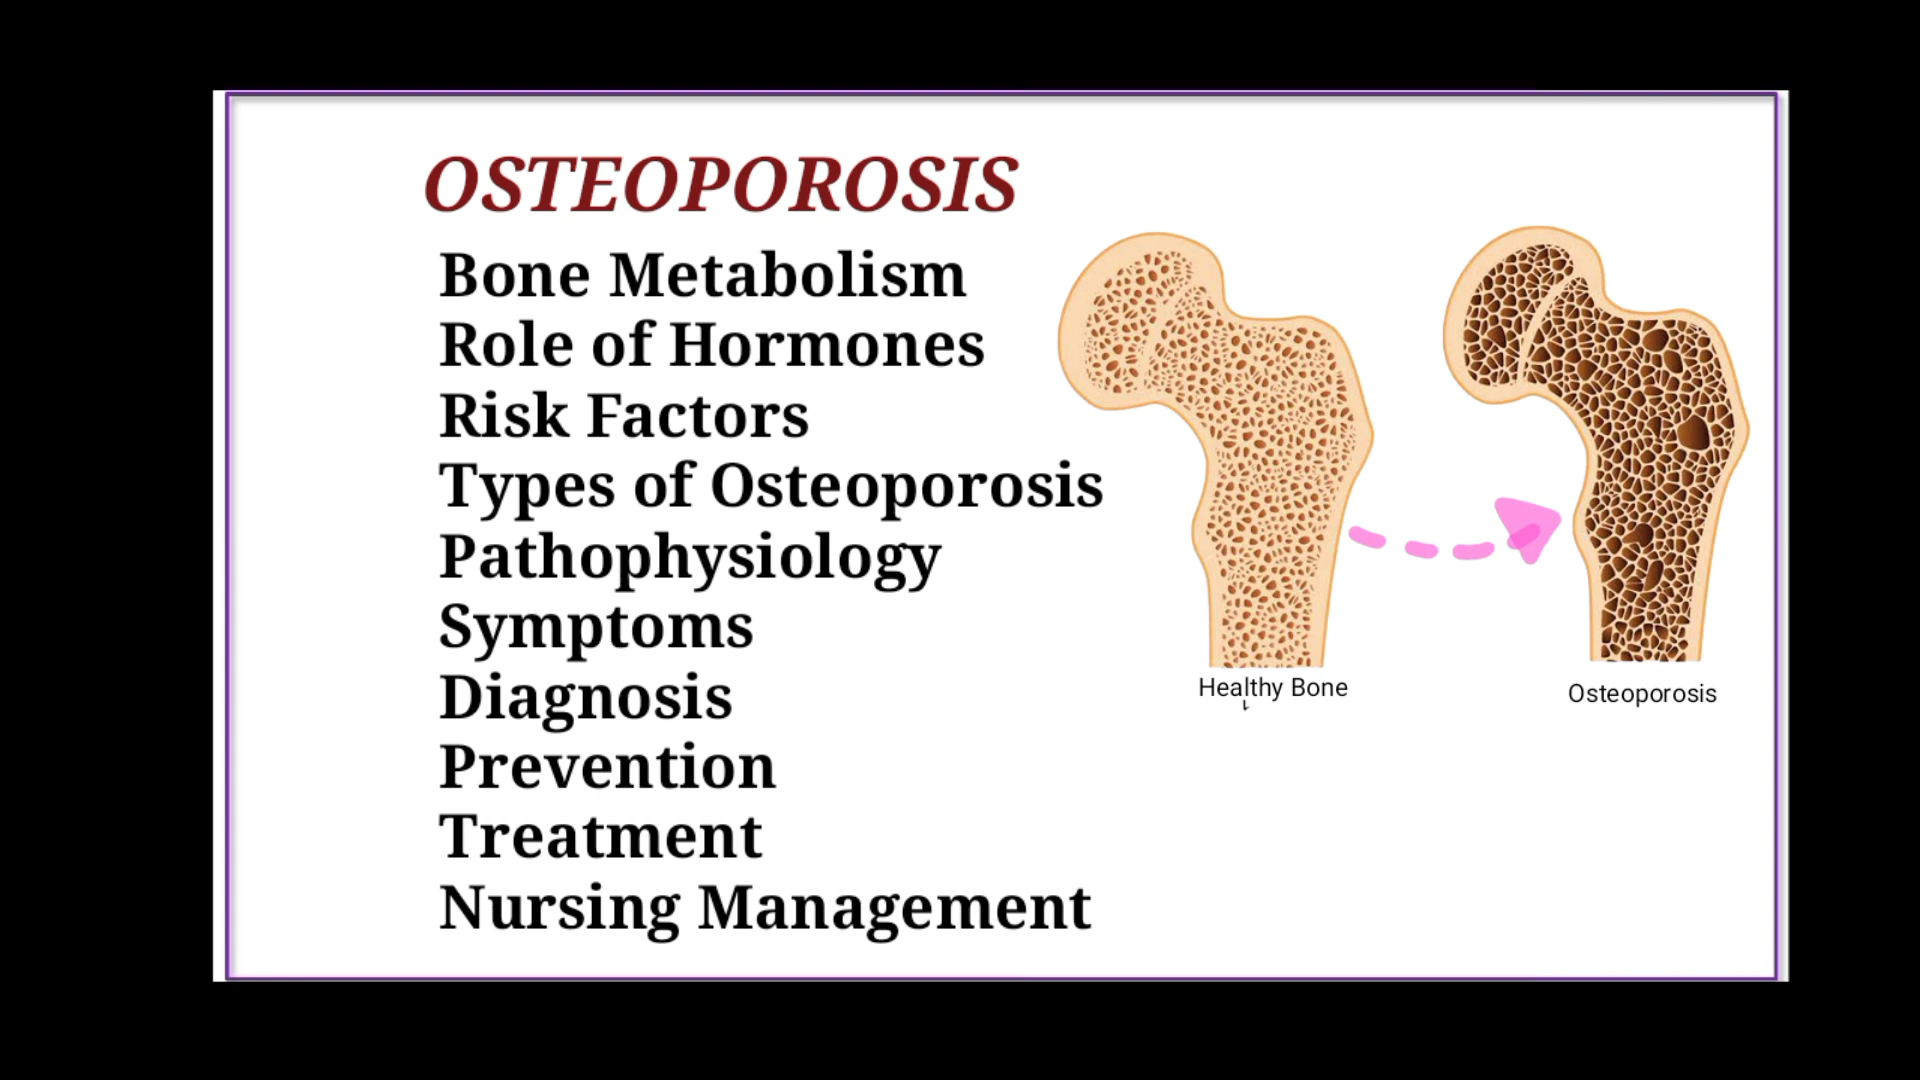 OSTEOPOROSIS
Bone Metabolism
Role of Hormones
Risk Factors
Types of Osteoporosis
Pathophysiology
Symptoms
Diagnosis
Prevention
Treatment
Nursing Management
Healthy Bone
Osteoporosis